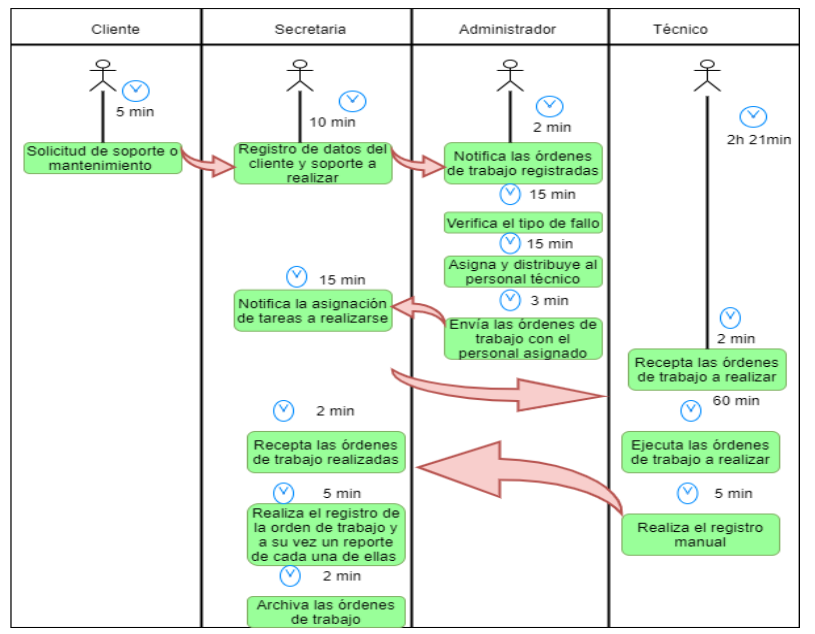 Cliente
Secretaria
Administrador
Técnico
5 min
10 min
2 min
2h 21min
Solicitud de soporte o
mantenimiento
Registro de datos del
cliente y soporte a
realizar
Notifica las órdenes
de trabajo registradas
15 min
Verifica el tipo de fallo
15 min
Asigna y distribuye al
personal técnico
3 min
Envía las órdenes de
trabajo con el
personal asignado
15 min
Notifica la asignación
de tareas a realizarse
2 min
Recepta las órdenes
de trabajo a realizar
60 min
Ejecuta las órdenes
de trabajo a realizar
5 min
Realiza el registro
manual
2 min
Recepta las órdenes
de trabajo realizadas
5 min
Realiza el registro de
la orden de trabajo y
a su vez un reporte
de cada una de ellas
2 min
Archiva las órdenes
de trabajo